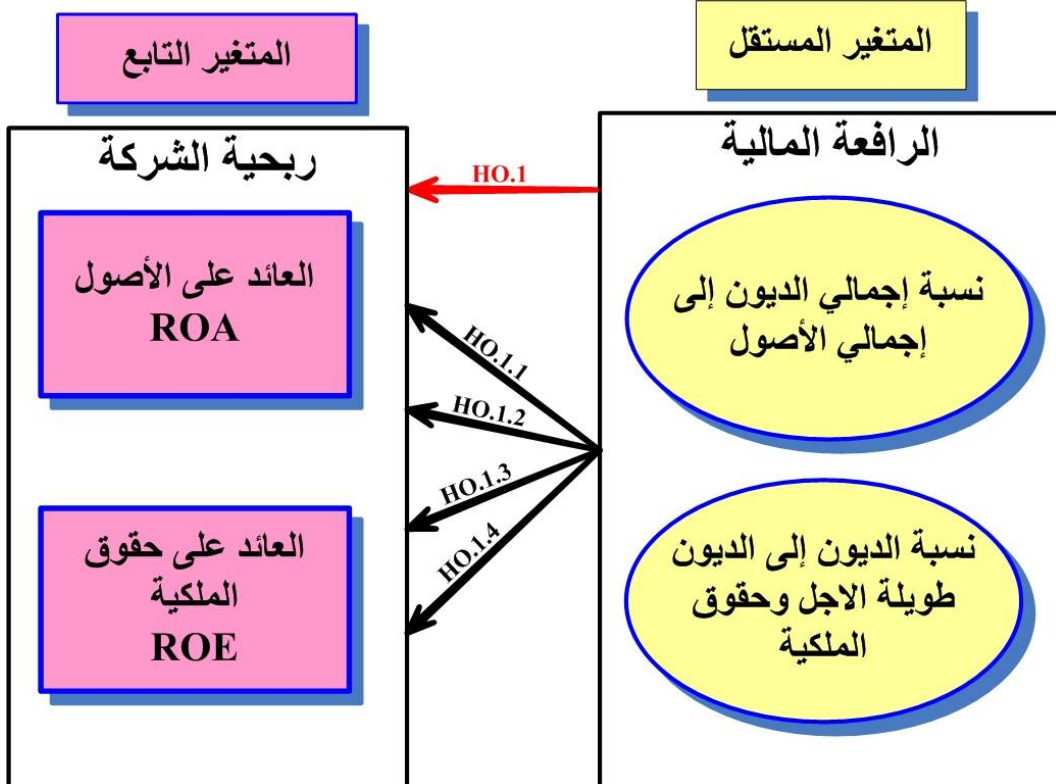 المتغير المستقل
المتغير التابع
الرافعة المالية
ربحية الشركة
HO.1
نسبة إجمالي الديون إلى
إجمالي الأصول
العائد على الأصول
ROA
HO.1.1
HO.1.2
HO.1.3
HO.1.4
نسبة الديون إلى الديون
طويلة الاجل وحقوق
الملكية
العائد على حقوق
الملكية
ROE